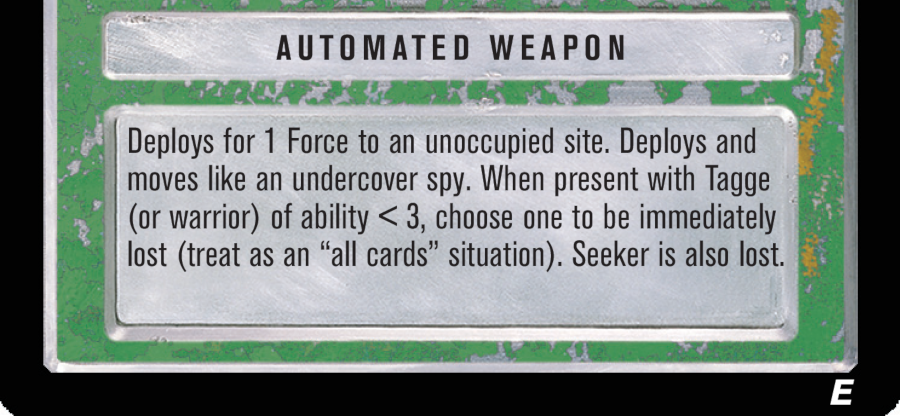 AUTOMATED WEAPON
Deploys for 1 Force to an unoccupied site. Deploys and
moves like an undercover spy. When present with Tagge
(or warrior) of ability < 3, choose one to be immediately
lost (treat as an “all cards” situation). Seeker is also lost.
E